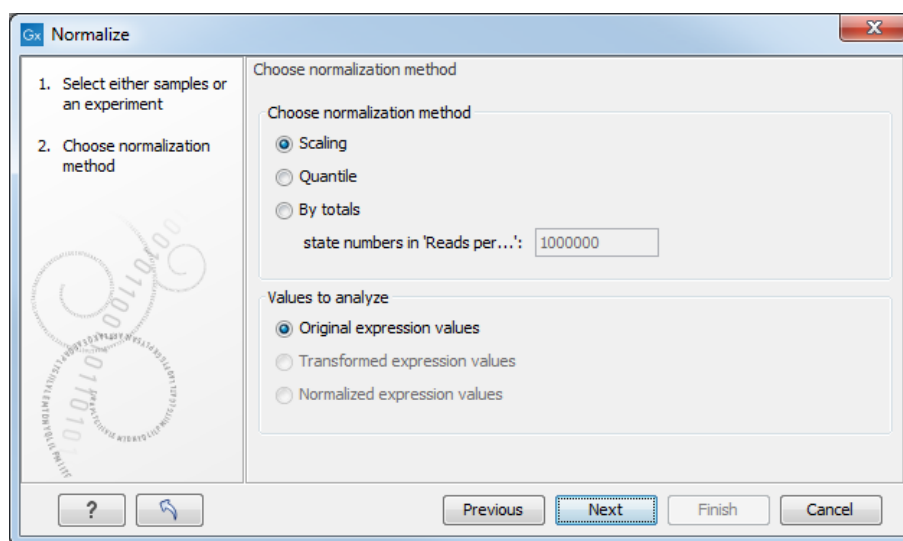 Gx Normalize
X
1. Select either samples or
an experiment
2. Choose normalization
method
Choose normalization method
Choose normalization method
Scaling
Quantile
By totals
state numbers in 'Reads per...': 1000000
Values to analyze
Original expression values
Transformed expression values
Normalized expression values
? Previous Next Finish Cancel